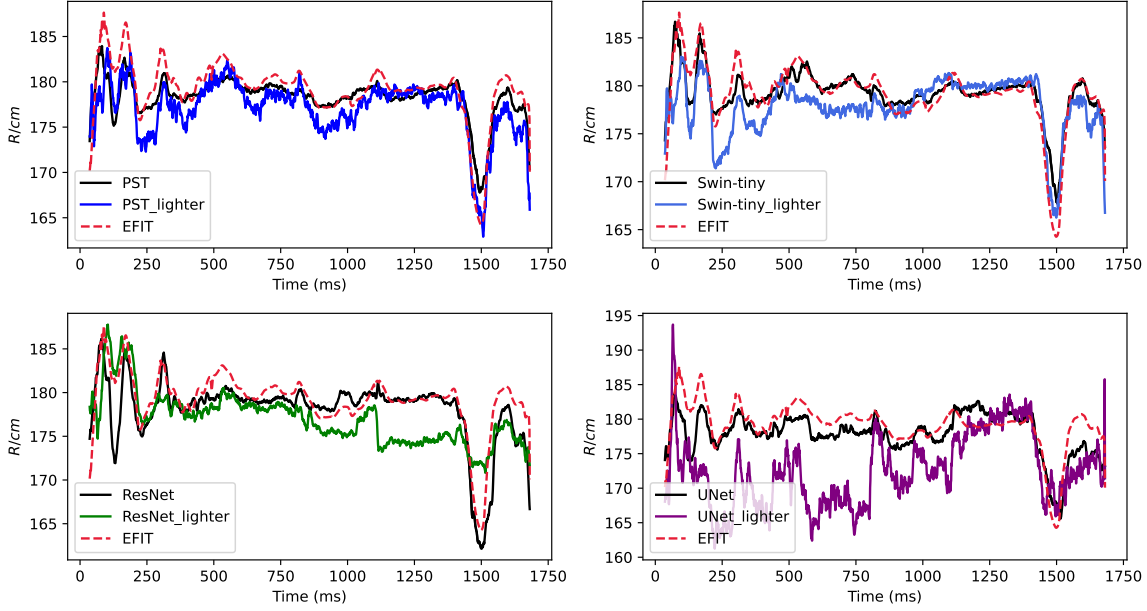 185
180
175
170
165
R/cm
PST
PST_lighter
EFIT
0 250 500 750 1000 1250 1500 1750
Time (ms)
185
180
175
170
165
R/cm
Swin-tiny
Swin-tiny_lighter
EFIT
0 250 500 750 1000 1250 1500 1750
Time (ms)
185
180
175
170
165
R/cm
ResNet
ResNet_lighter
EFIT
0 250 500 750 1000 1250 1500 1750
Time (ms)
195
190
185
180
175
170
165
160
R/cm
UNet
UNet_lighter
EFIT
0 250 500 750 1000 1250 1500 1750
Time (ms)